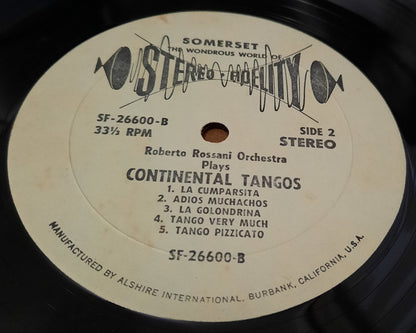 SOMERSET
THE WONDROUS WORLD OF
STEREO-FIDELITY
SF-26600-B
33⅓ RPM
SIDE 2
STEREO
Roberto Rossani Orchestra
Plays
CONTINENTAL TANGOS
1. LA CUMPARSITA
2. ADIOS MUCHACHOS
3. LA GOLONDRINA
4. TANGO VERY MUCH
5. TANGO PIZZICATO
SF-26600-B
MANUFACTURED BY ALSHIRE INTERNATIONAL, BURBANK, CALIFORNIA, U.S.A.